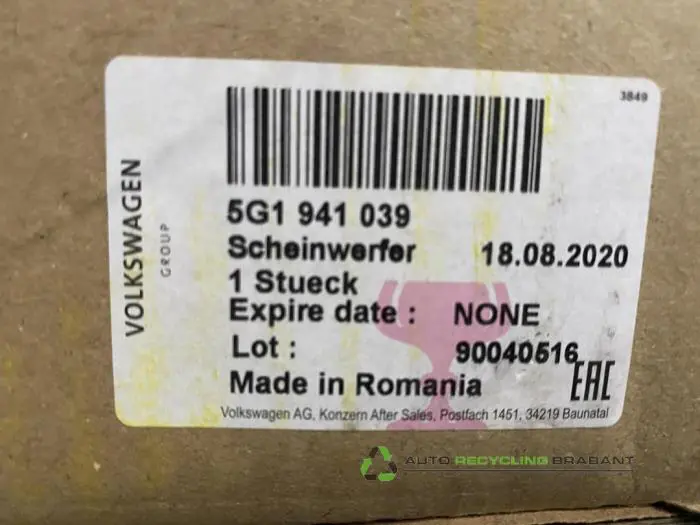 3849
VOLKSWAGEN
GROUP
5G1 941 039
Scheinwerfer 18.08.2020
1 Stueck
Expire date : NONE
Lot : 90040516
Made in Romania
EAC
Volkswagen AG, Konzern After Sales, Postfach 1451, 34219 Baunatal
AUTO RECYCLING BRABANT